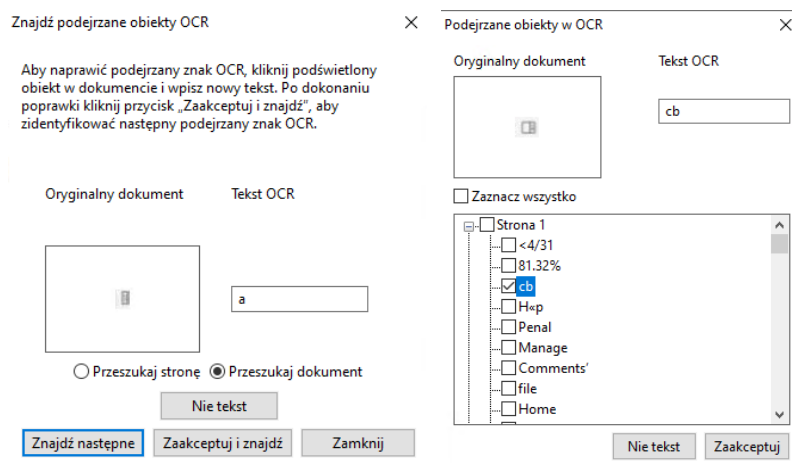 Znajdź podejrzane obiekty OCR
Aby naprawić podejrzany znak OCR, kliknij podświetlony
obiekt w dokumencie i wpisz nowy tekst. Po dokonaniu
poprawki kliknij przycisk „Zaakceptuj i znajdź”, aby
zidentyfikować następny podejrzany znak OCR.
Oryginalny dokument
Tekst OCR
a
Przeszukaj stronę
Przeszukaj dokument
Nie tekst
Znajdź następne
Zaakceptuj i znajdź
Zamknij
Podejrzane obiekty w OCR
Oryginalny dokument
Tekst OCR
cb
Zaznacz wszystko
Strona 1
<4/31
81.32%
cb
H«p
Penal
Manage
Comments'
file
Home
Nie tekst
Zaakceptuj